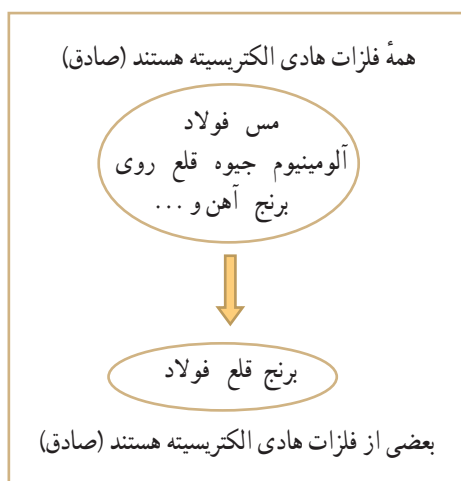 همهٔ فلزات هادی الکتریسیته هستند (صادق)
مس فولاد
آلومینیوم جیوه قلع روی
برنج آهن و ...
برنج قلع فولاد
بعضی از فلزات هادی الکتریسیته هستند (صادق)